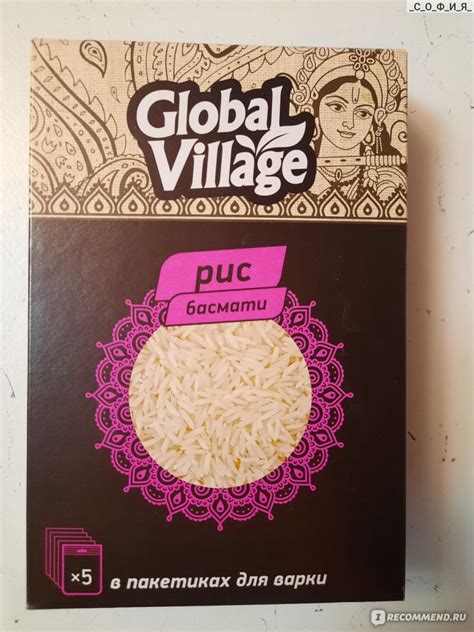 _С_О_Ф_И_Я_
Global
Village
рис
басмати
×5
в пакетиках для варки
I RECOMMEND.RU